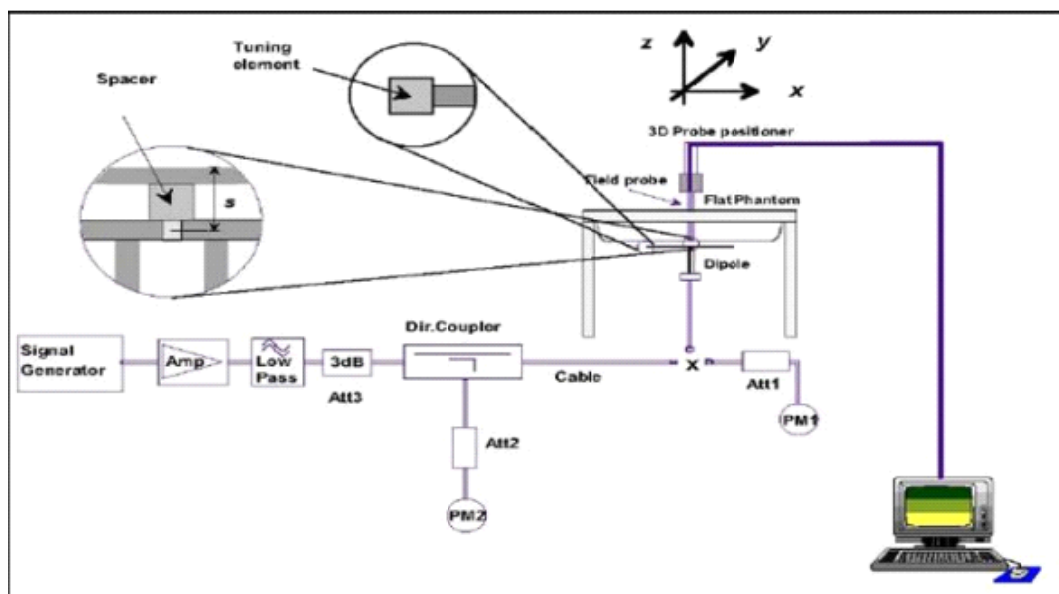 Tuning
element
Spacer
s
z
y
x
3D Probe positioner
Field probe
Flat Phantom
Dipole
Signal
Generator
Amp
Low
Pass
3dB
Att3
Dir.Coupler
Cable
x
Att1
PM1
Att2
PM2